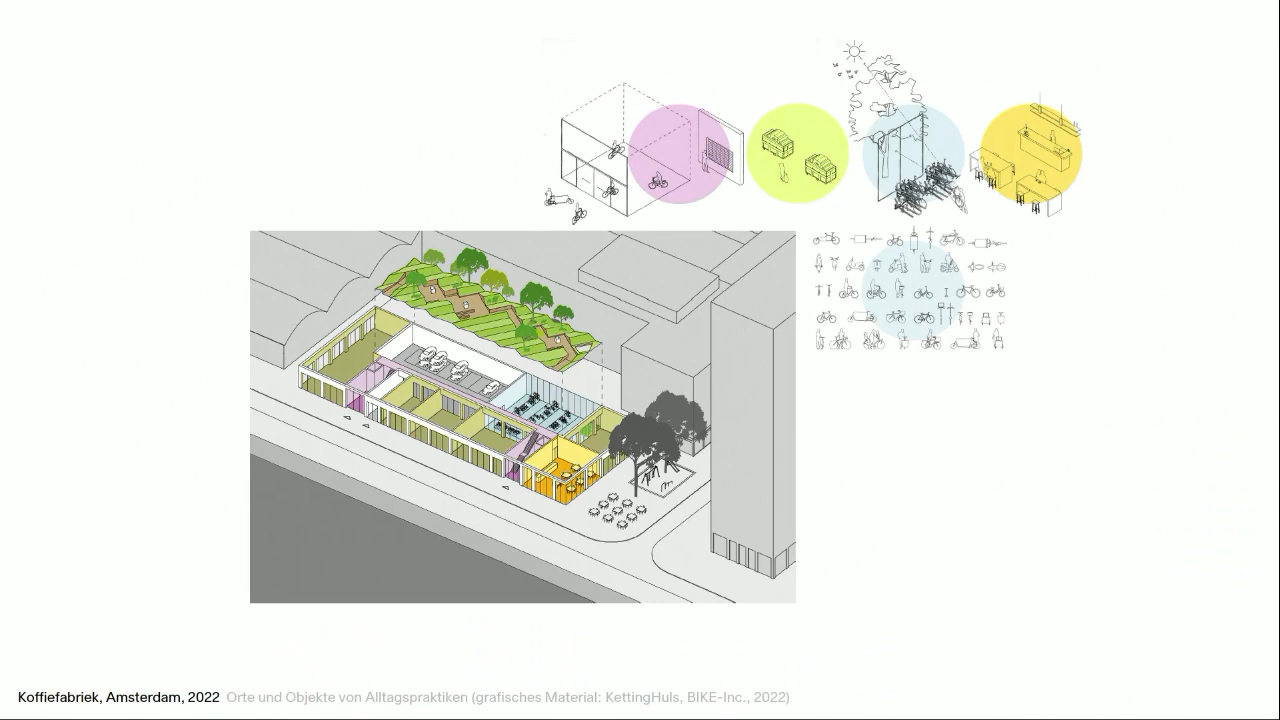 Koffiefabriek, Amsterdam, 2022 Orte und Objekte von Alltagspraktiken (grafisches Material: KettingHuls, BIKE-Inc., 2022)